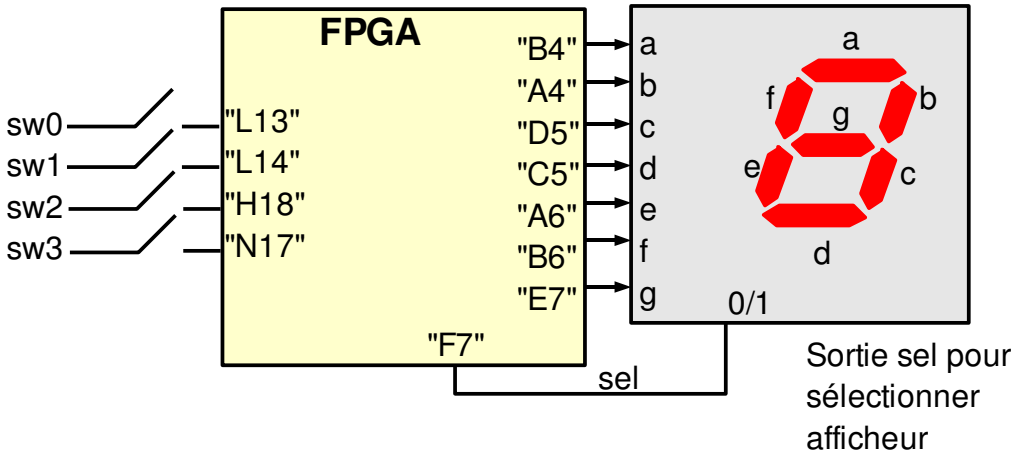 FPGA
sw0
sw1
sw2
sw3
"L13"
"L14"
"H18"
"N17"
"B4"
"A4"
"D5"
"C5"
"A6"
"B6"
"E7"
"F7"
sel
a
b
c
d
e
f
g
0/1
a
f
b
g
e
c
d
Sortie sel pour
sélectionner
afficheur